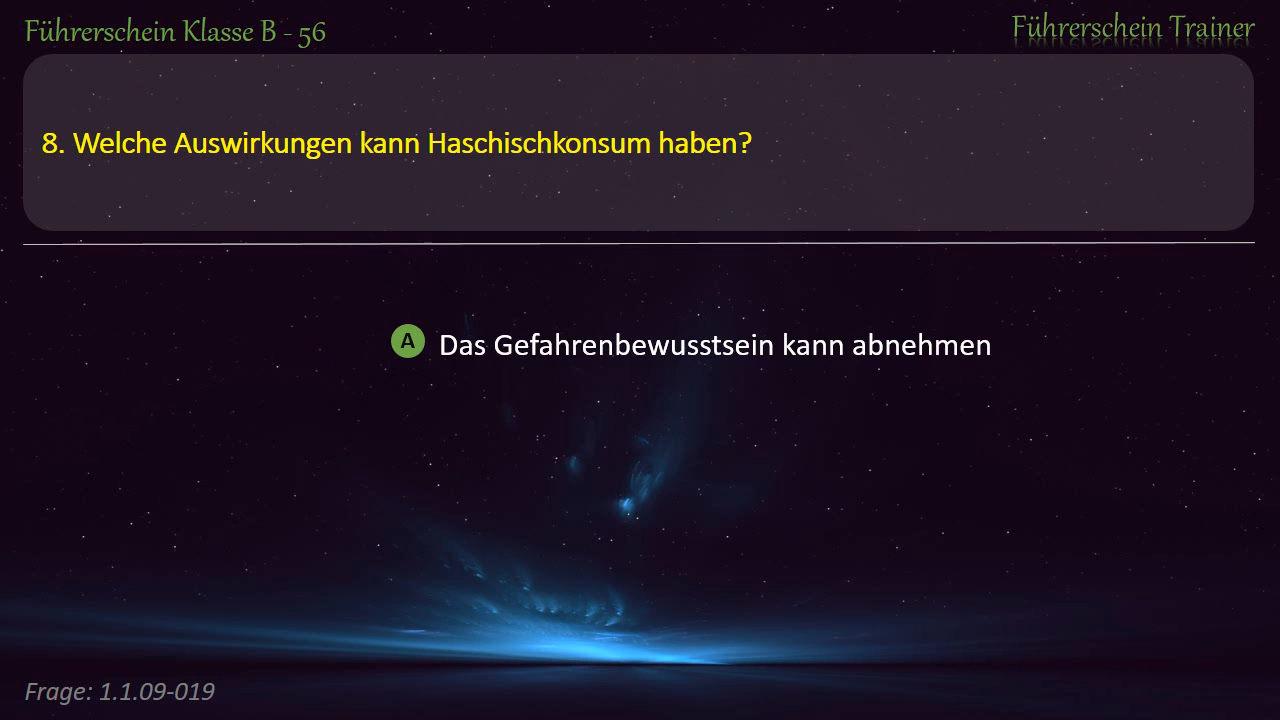 Führerschein Klasse B - 56
Führerschein Trainer
8. Welche Auswirkungen kann Haschischkonsum haben?
A Das Gefahrenbewusstsein kann abnehmen
Frage: 1.1.09-019